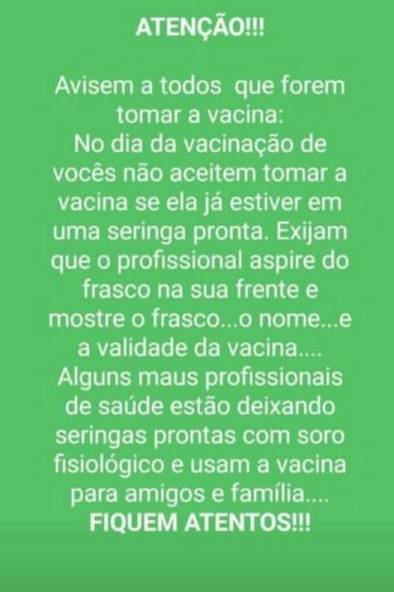 ATENÇÃO!!!
Avisem a todos que forem
tomar a vacina:
No dia da vacinação de
vocês não aceitem tomar a
vacina se ela já estiver em
uma seringa pronta. Exijam
que o profissional aspire do
frasco na sua frente e
mostre o frasco...o nome...e
a validade da vacina....
Alguns maus profissionais
de saúde estão deixando
seringas prontas com soro
fisiológico e usam a vacina
para amigos e família....
FIQUEM ATENTOS!!!